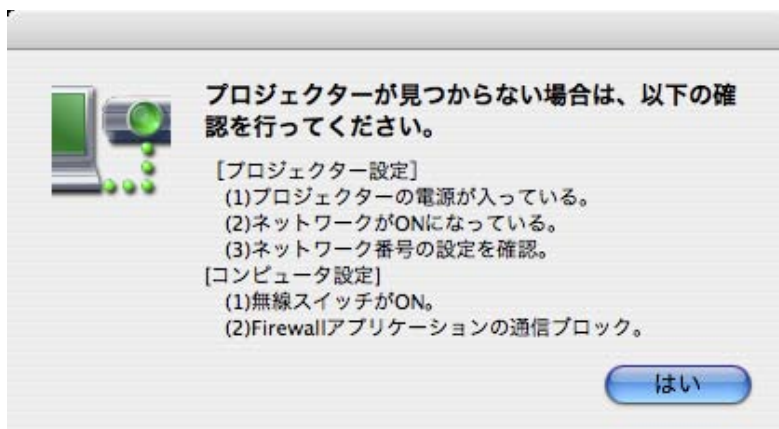 プロジェクターが見つからない場合は、以下の確
認を行ってください。
［プロジェクター設定］
(1)プロジェクターの電源が入っている。
(2)ネットワークがONになっている。
(3)ネットワーク番号の設定を確認。
[コンピュータ設定]
(1)無線スイッチがON。
(2)Firewallアプリケーションの通信ブロック。
はい